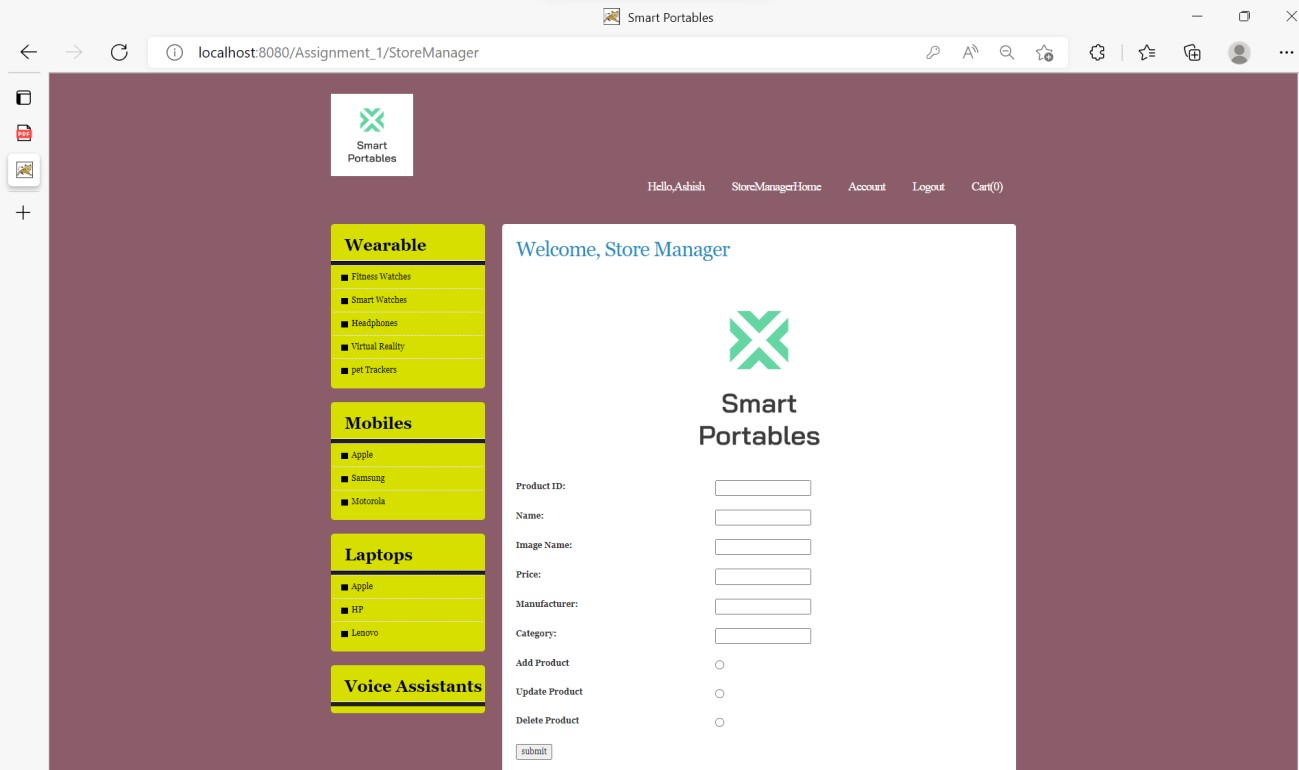 Smart Portables
localhost:8080/Assignment_1/StoreManager
PDF
Smart
Portables
Hello,Ashish StoreManagerHome Account Logout Cart(0)
Wearable
Fitness Watches
Smart Watches
Headphones
Virtual Reality
pet Trackers
Mobiles
Apple
Samsung
Motorola
Laptops
Apple
HP
Lenovo
Voice Assistants
Welcome, Store Manager
Smart
Portables
Product ID:
Name:
Image Name:
Price:
Manufacturer:
Category:
Add Product
Update Product
Delete Product
submit